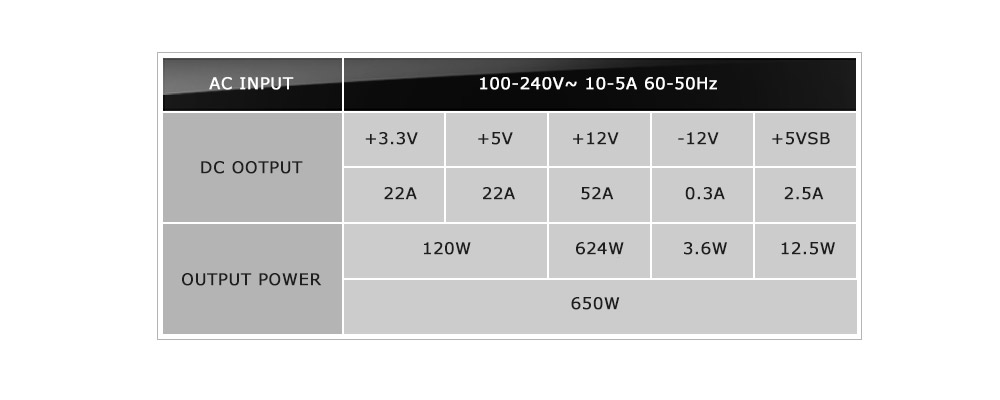 AC INPUT 100-240V~ 10-5A 60-50Hz
DC OOTPUT
+3.3V +5V +12V -12V +5VSB
22A 22A 52A 0.3A 2.5A
OUTPUT POWER
120W 624W 3.6W 12.5W
650W